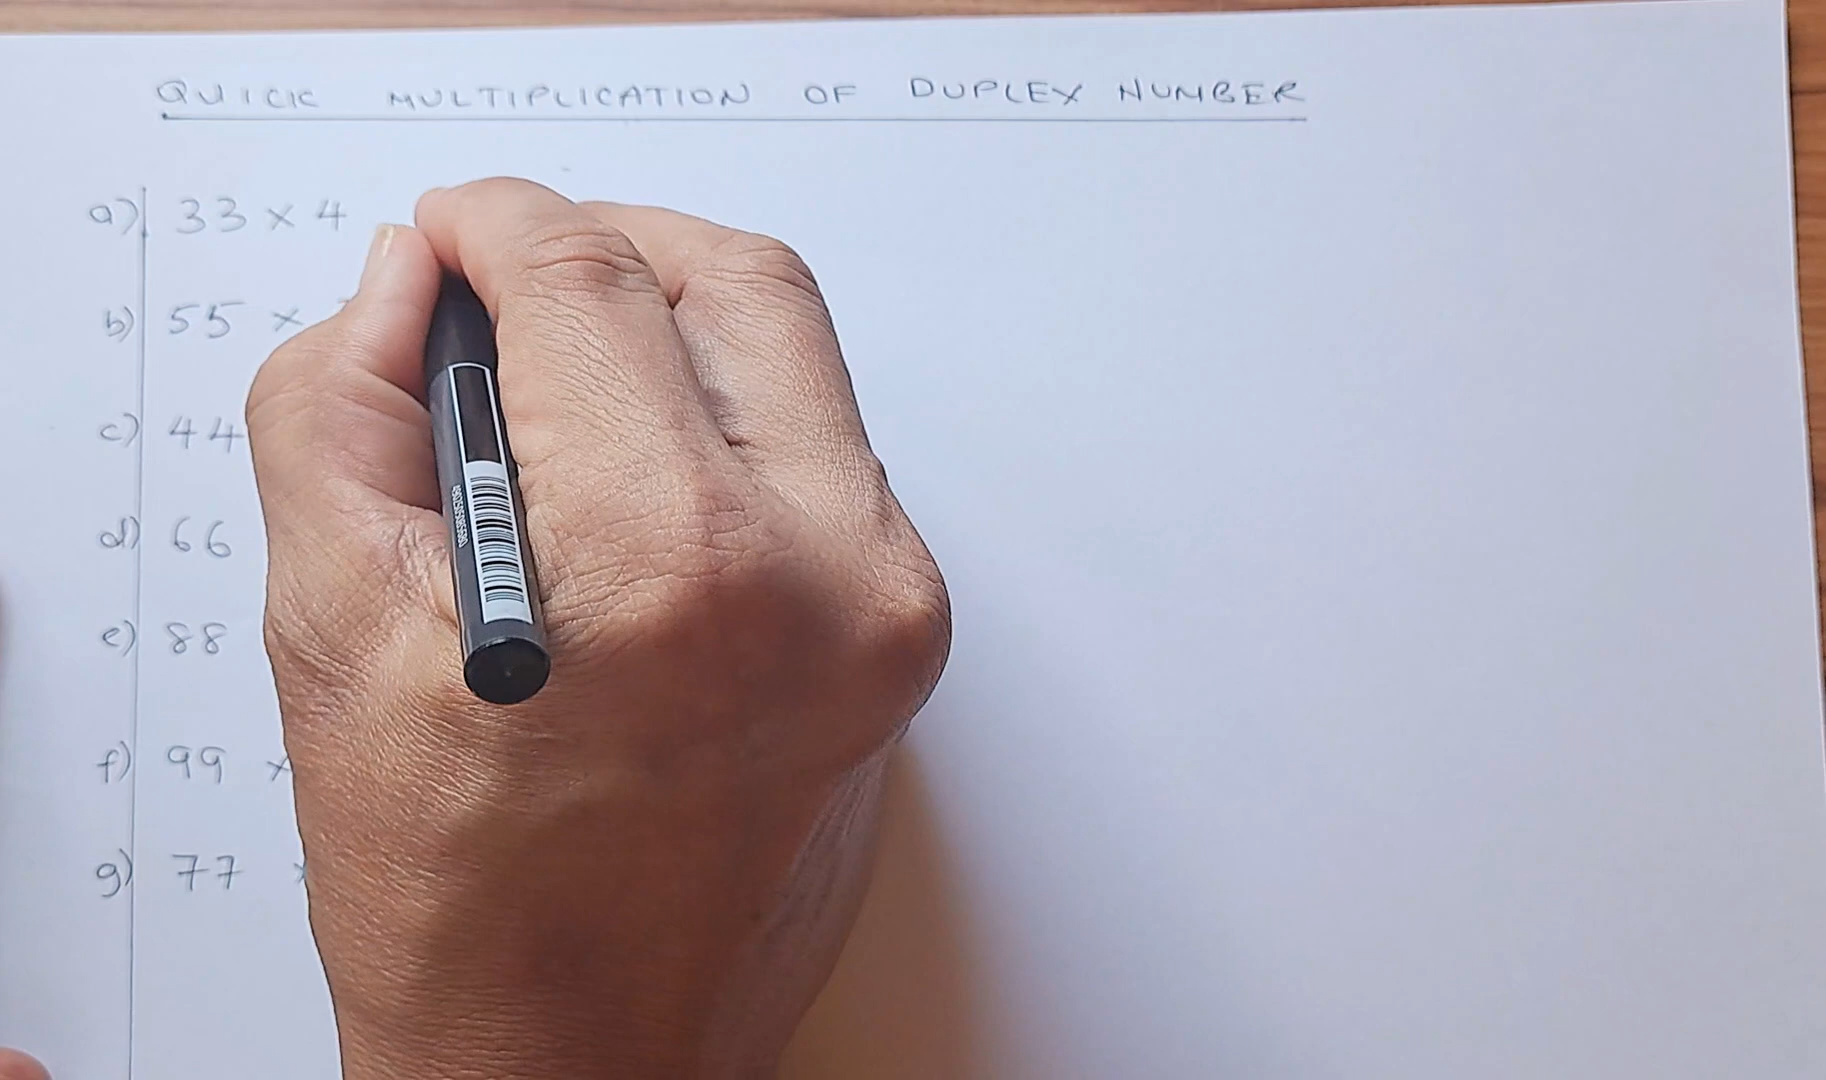 QUICK MULTIPLICATION OF DUPLEX NUMBER
a) 33 × 4
b) 55 ×
c) 44
d) 66
e) 88
f) 99 ×
g) 77 ×